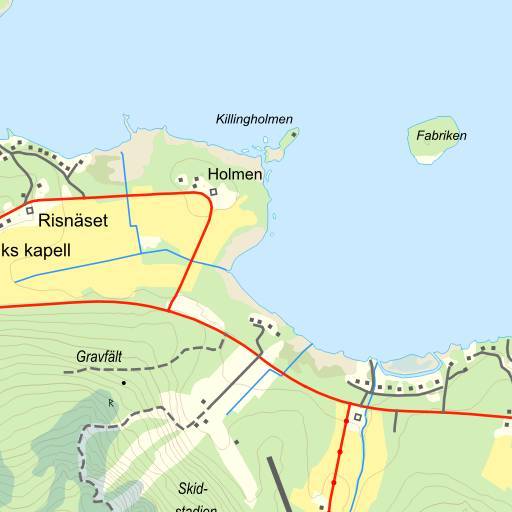 Killingholmen
Fabriken
Holmen
Risnäset
ks kapell
Gravfält
R
Skid-
stadion